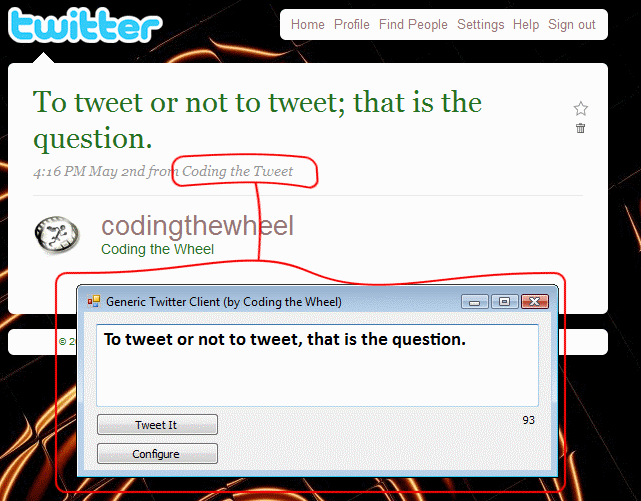 twitter
Home Profile Find People Settings Help Sign out
To tweet or not to tweet; that is the
question.
4:16 PM May 2nd from Coding the Tweet
codingthewheel
Coding the Wheel
© 20
Generic Twitter Client (by Coding the Wheel)
To tweet or not to tweet, that is the question.
Tweet It
93
Configure